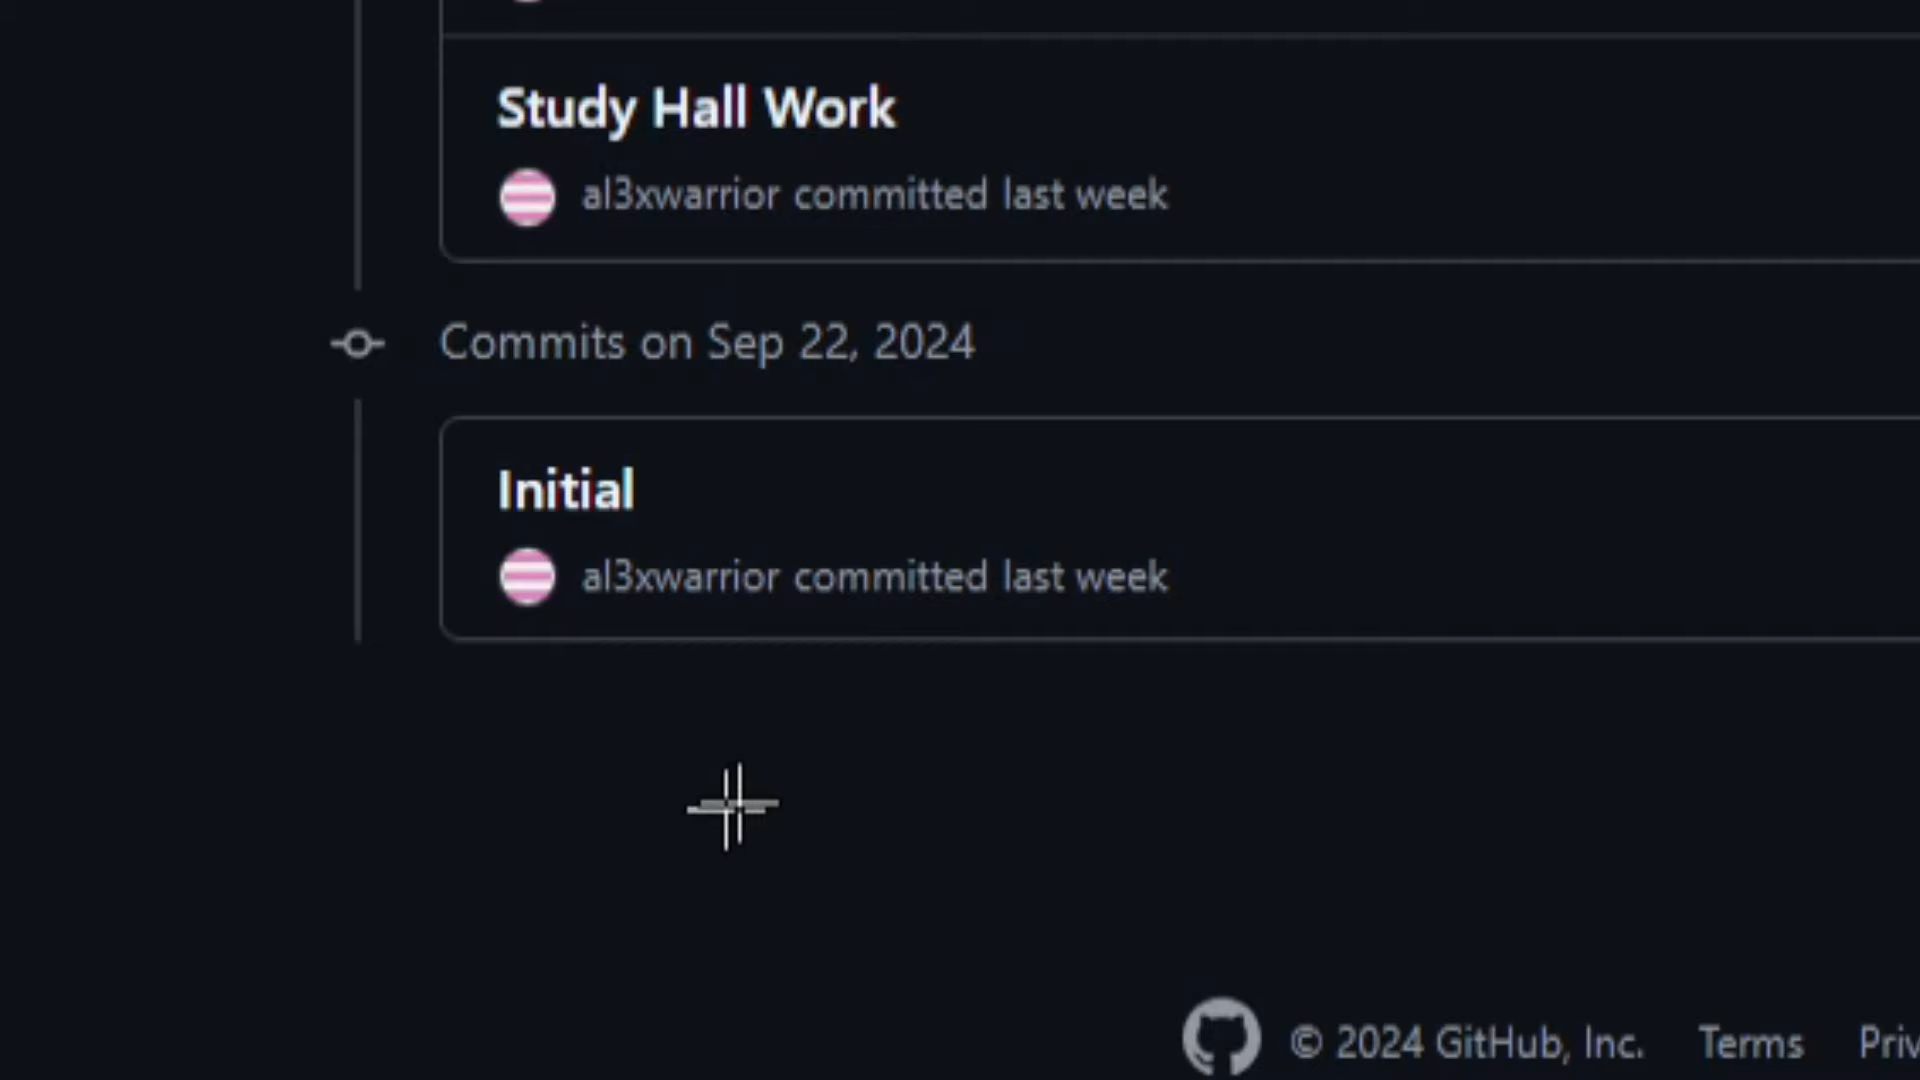 Study Hall Work
al3xwarrior committed last week
Commits on Sep 22, 2024
Initial
al3xwarrior committed last week
© 2024 GitHub, Inc. Terms Priv